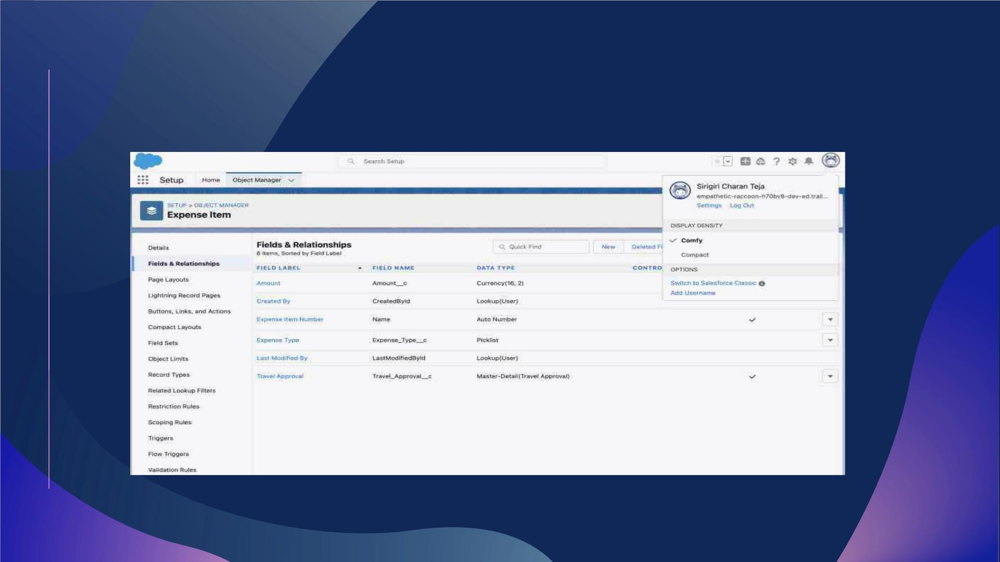 Search Setup
Setup Home Object Manager
SETUP > OBJECT MANAGER
Expense Item
Sirigiri Charan Teja
empathetic-raccoon-h70bv8-dev-ed.trail...
Settings Log Out
DISPLAY DENSITY
Comfy
Compact
OPTIONS
Switch to Salesforce Classic
Add Username
Details
Fields & Relationships
Page Layouts
Lightning Record Pages
Buttons, Links, and Actions
Compact Layouts
Field Sets
Object Limits
Record Types
Related Lookup Filters
Restriction Rules
Scoping Rules
Triggers
Flow Triggers
Validation Rules
Fields & Relationships
6 Items, Sorted by Field Label
Quick Find New Deleted Fi
FIELD LABEL FIELD NAME DATA TYPE CONTRO
Amount Amount__c Currency(16, 2)
Created By CreatedById Lookup(User)
Expense Item Number Name Auto Number
Expense Type Expense_Type__c Picklist
Last Modified By LastModifiedById Lookup(User)
Travel Approval Travel_Approval__c Master-Detail(Travel Approval)